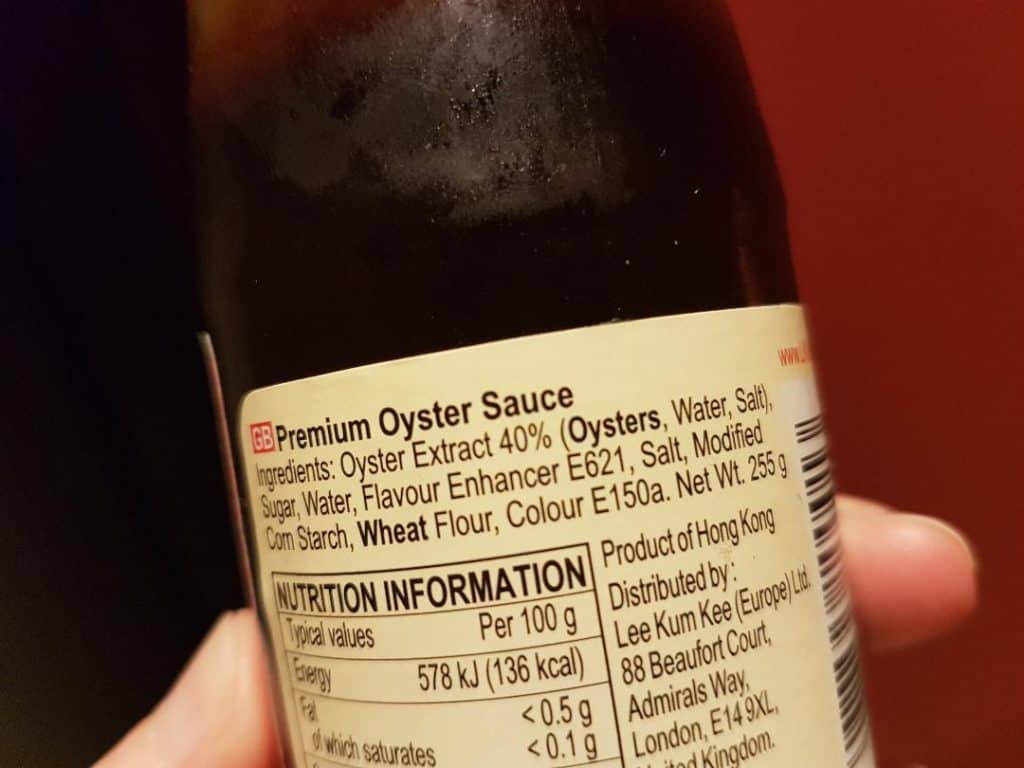 GB Premium Oyster Sauce
Ingredients: Oyster Extract 40% (Oysters, Water, Salt),
Sugar, Water, Flavour Enhancer E621, Salt, Modified
Corn Starch, Wheat Flour, Colour E150a. Net Wt. 255 g
NUTRITION INFORMATION
Typical values Per 100 g
Energy 578 kJ (136 kcal)
Fat < 0.5 g
of which saturates < 0.1 g
Product of Hong Kong
Distributed by:
Lee Kum Kee (Europe) Ltd.
88 Beaufort Court,
Admirals Way,
London, E14 9XL,
United Kingdom.
www.